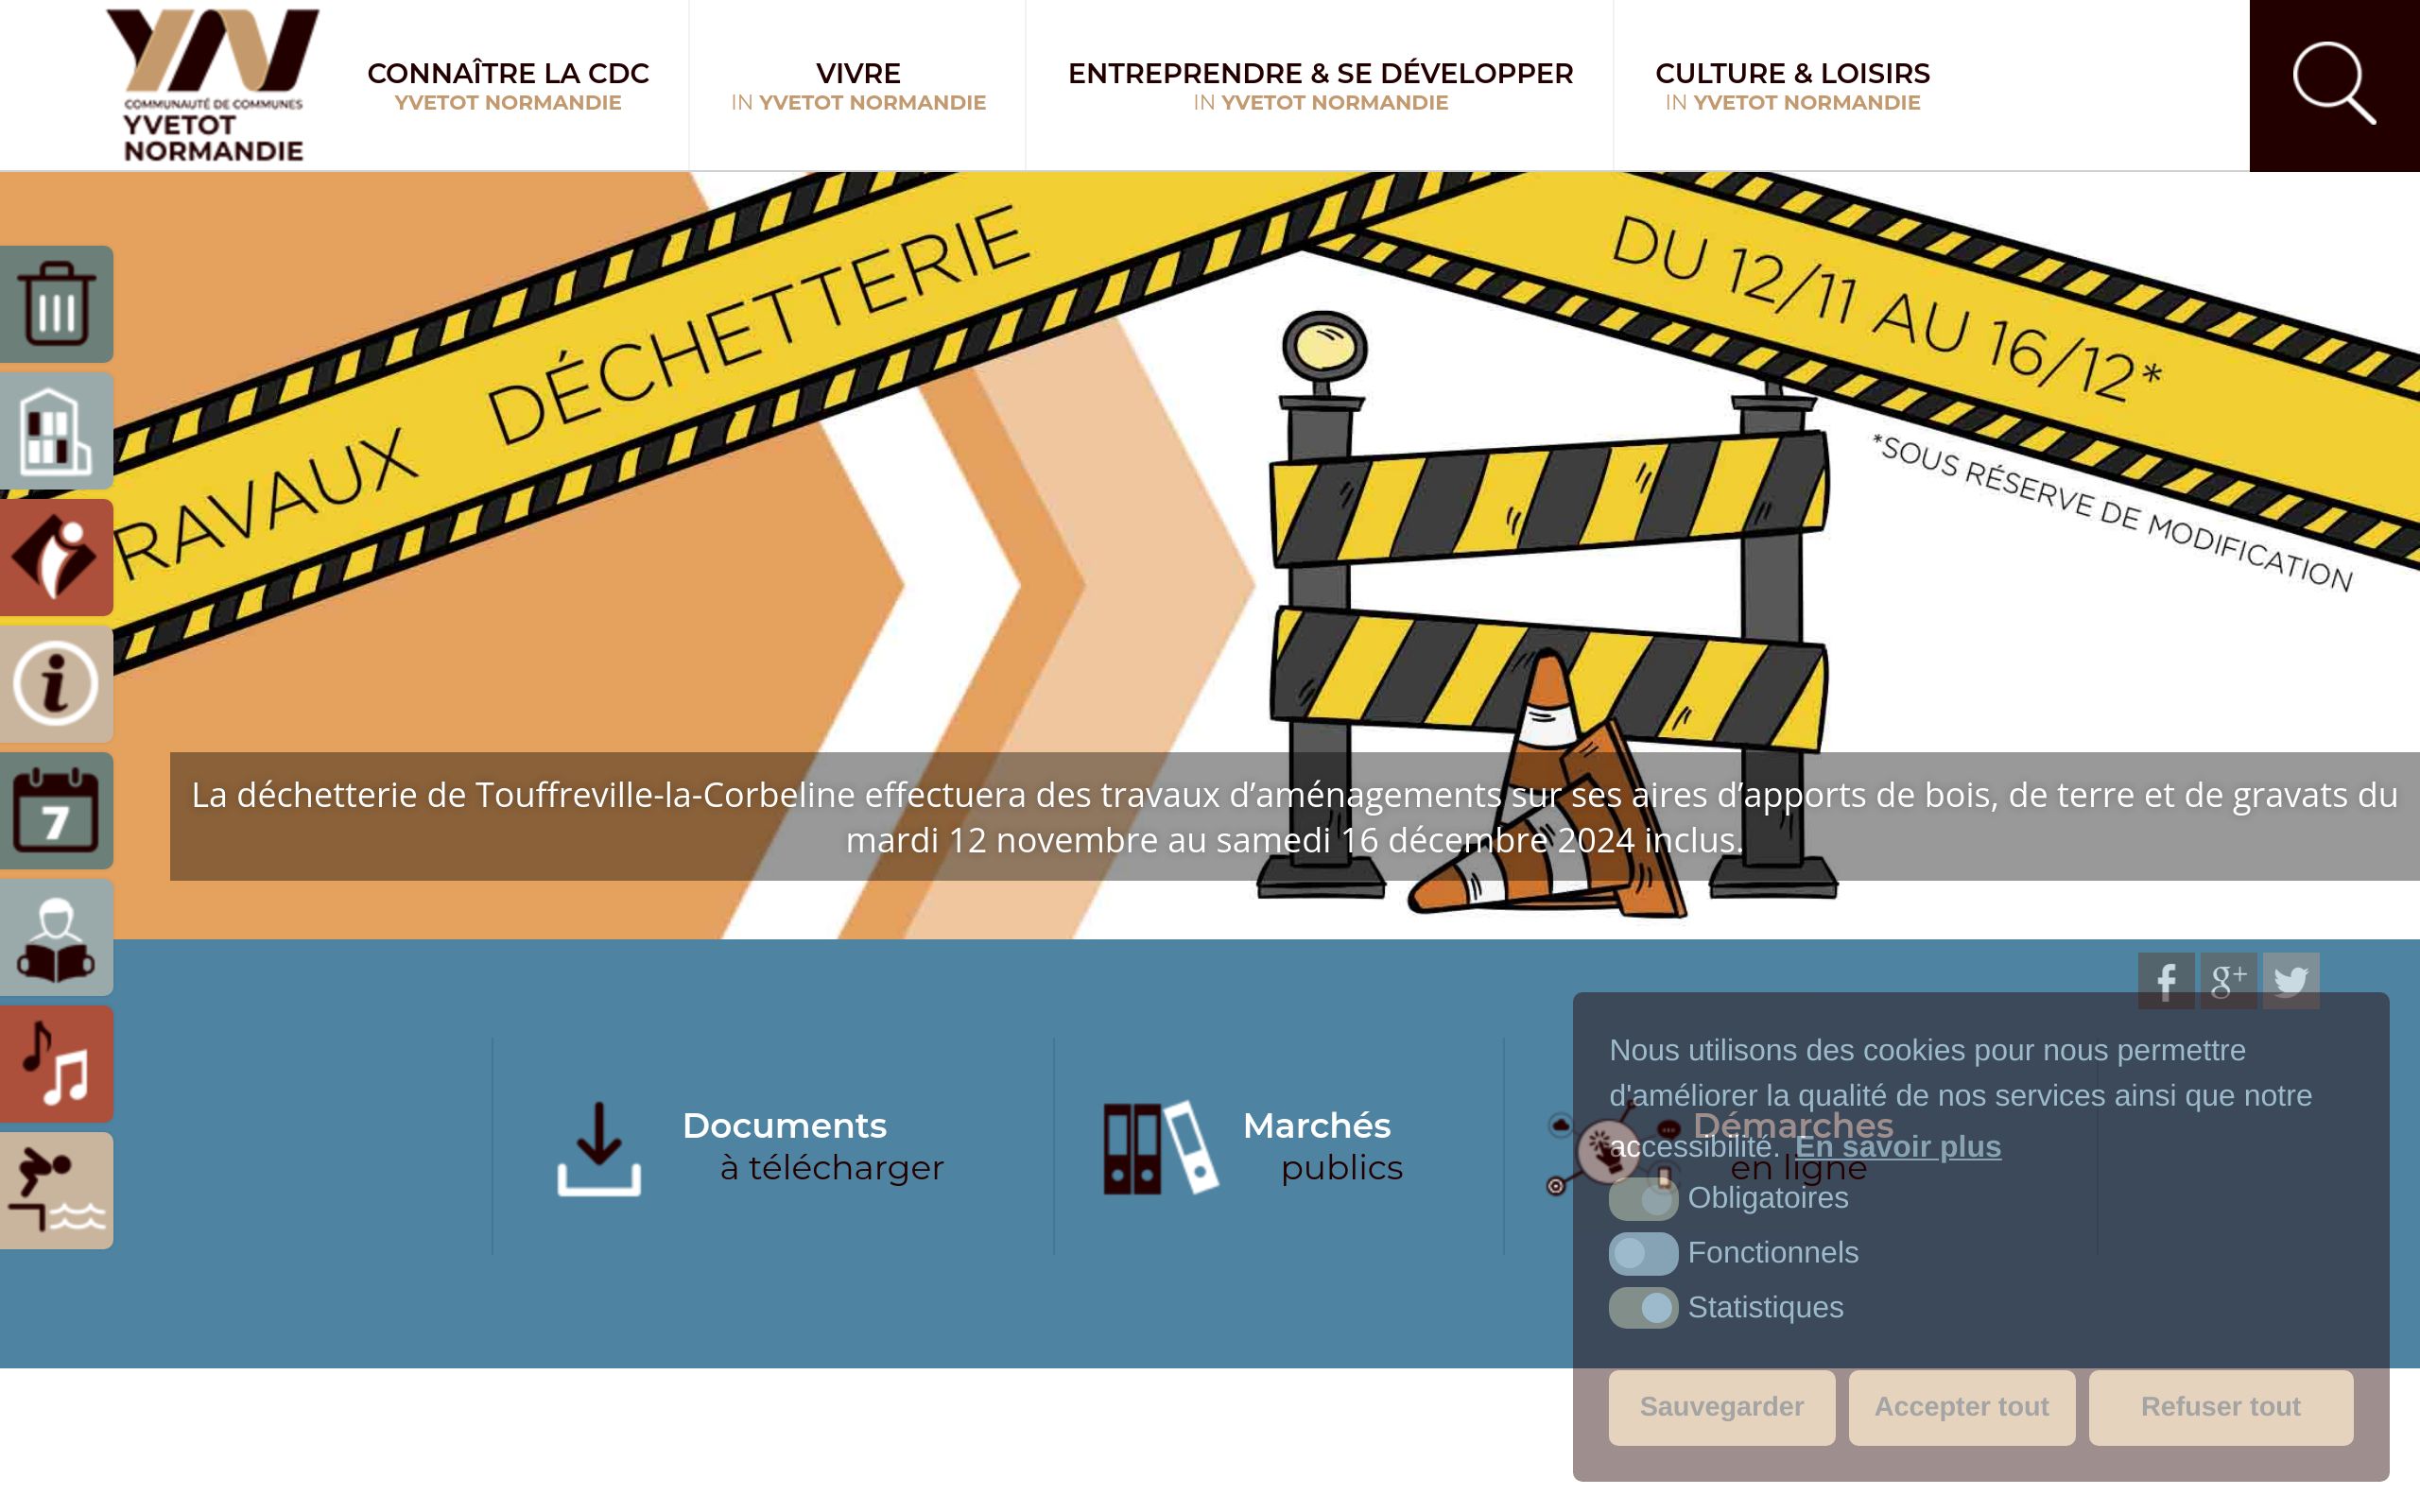 COMMUNAUTÉ DE COMMUNES
YVETOT
NORMANDIE
CONNAÎTRE LA CDC
YVETOT NORMANDIE
VIVRE
IN YVETOT NORMANDIE
ENTREPRENDRE & SE DÉVELOPPER
IN YVETOT NORMANDIE
CULTURE & LOISIRS
IN YVETOT NORMANDIE
RAVAUX DÉCHETTERIE
DU 12/11 AU 16/12*
*SOUS RÉSERVE DE MODIFICATION
i
7
La déchetterie de Touffreville-la-Corbeline effectuera des travaux d’aménagements sur ses aires d’apports de bois, de terre et de gravats du
mardi 12 novembre au samedi 16 décembre 2024 inclus.
f g+
Documents
à télécharger
Marchés
publics
Démarches
en ligne
Nous utilisons des cookies pour nous permettre
d'améliorer la qualité de nos services ainsi que notre
accessibilité. En savoir plus
Obligatoires
Fonctionnels
Statistiques
Sauvegarder Accepter tout Refuser tout